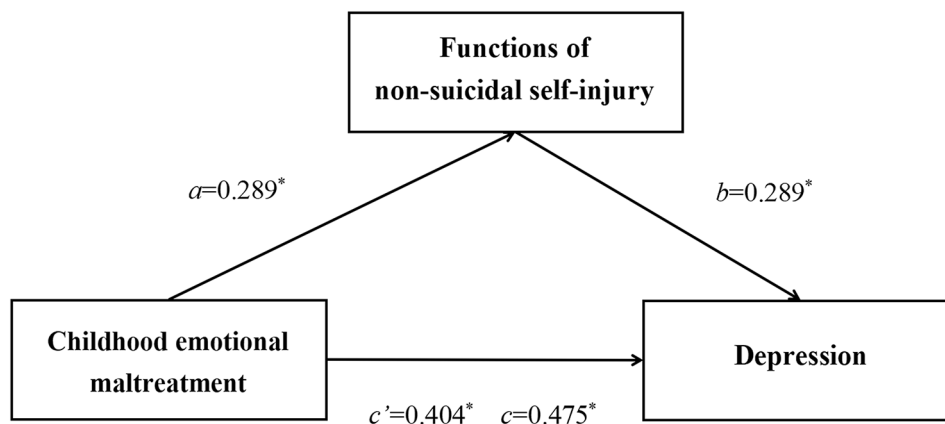 Functions of
non-suicidal self-injury
a=0.289*
b=0.289*
Childhood emotional
maltreatment
Depression
c’=0.404* c=0.475*